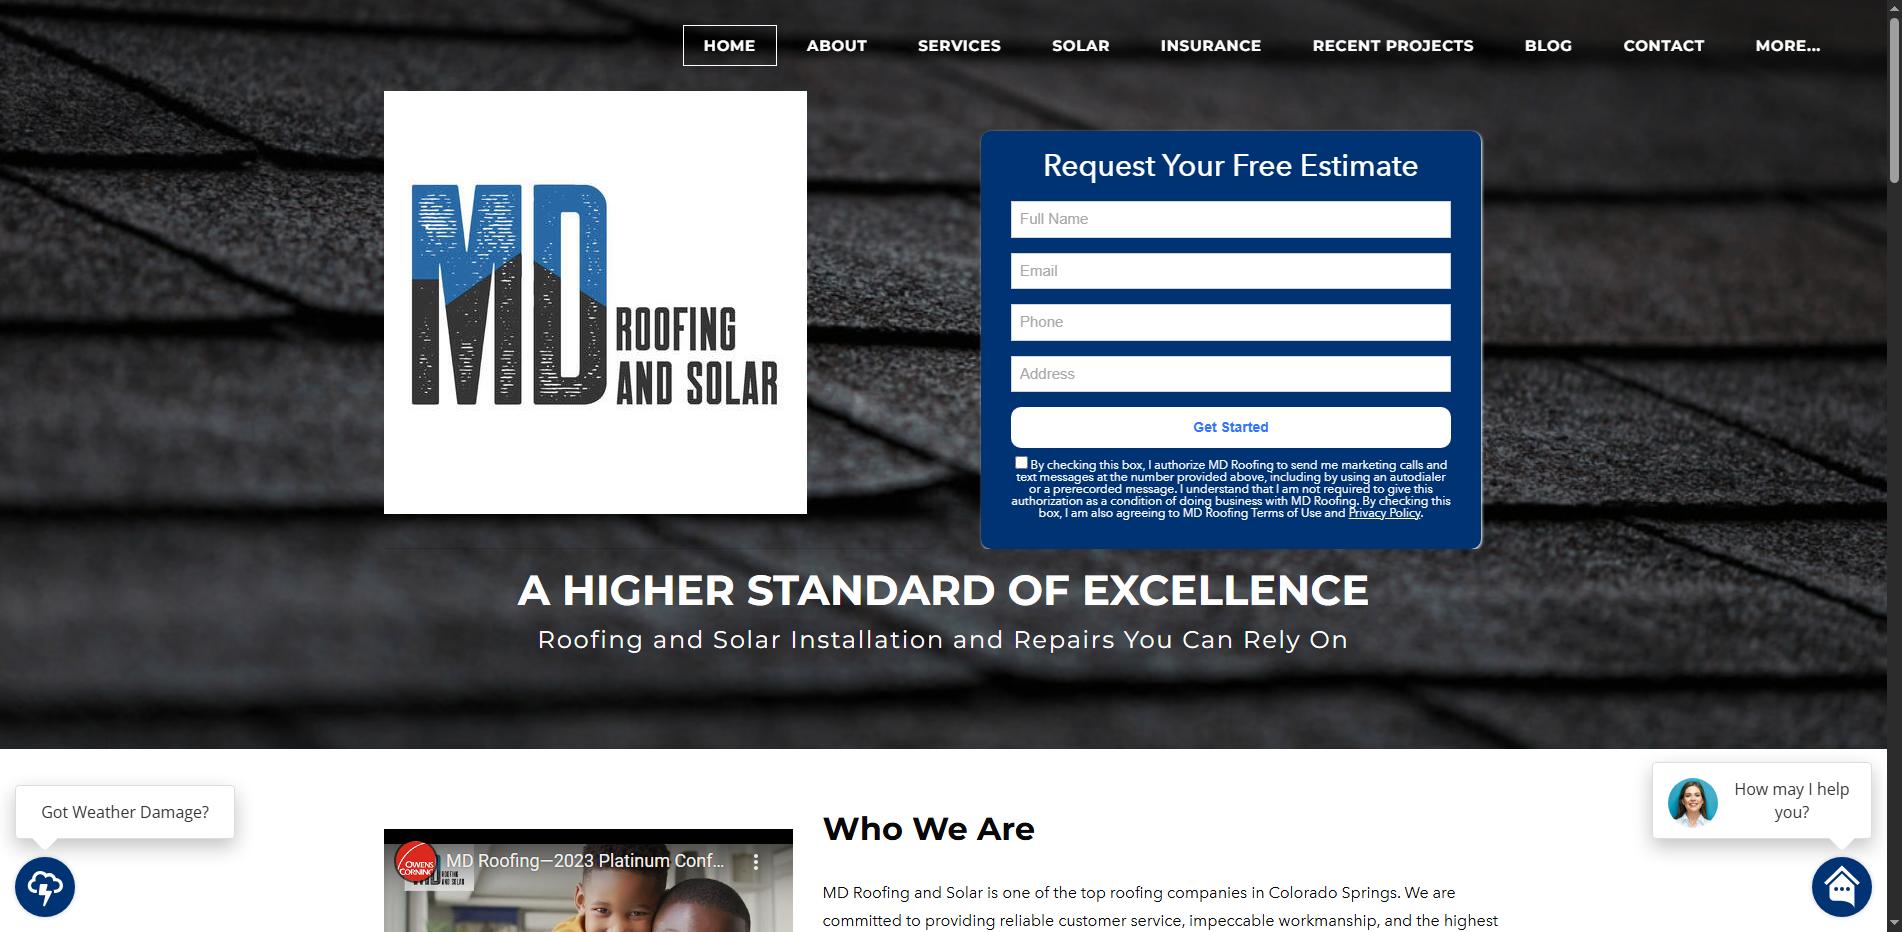 HOME ABOUT SERVICES SOLAR INSURANCE RECENT PROJECTS BLOG CONTACT MORE...
MD ROOFING
AND SOLAR
Request Your Free Estimate
Full Name
Email
Phone
Address
Get Started
By checking this box, I authorize MD Roofing to send me marketing calls and
text messages at the number provided above, including by using an autodialer
or a prerecorded message. I understand that I am not required to give this
authorization as a condition of doing business with MD Roofing. By checking this
box, I am also agreeing to MD Roofing Terms of Use and Privacy Policy.
A HIGHER STANDARD OF EXCELLENCE
Roofing and Solar Installation and Repairs You Can Rely On
Got Weather Damage?
How may I help
you?
OWENS
CORNING
MD Roofing—2023 Platinum Conf...
ROOFING
AND SOLAR
Who We Are
MD Roofing and Solar is one of the top roofing companies in Colorado Springs. We are
committed to providing reliable customer service, impeccable workmanship, and the highest